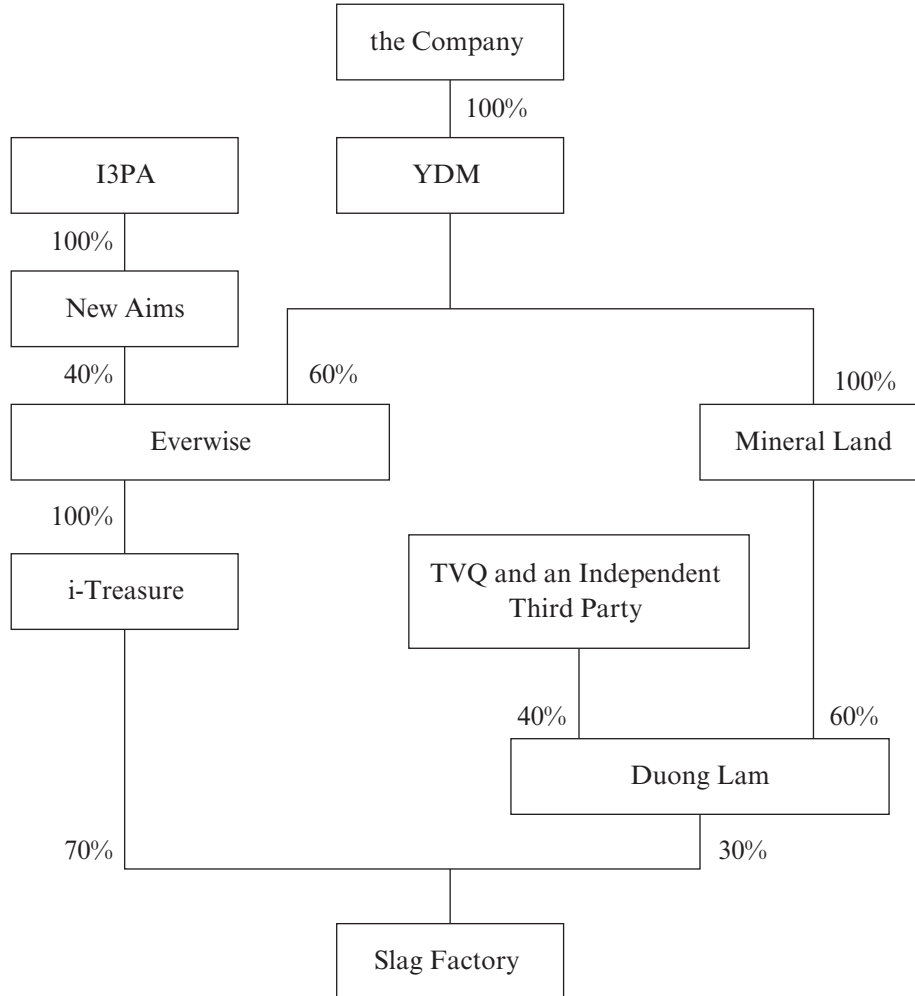 the Company
100%
I3PA
YDM
100%
New Aims
40%
60%
100%
Everwise
Mineral Land
100%
i-Treasure
TVQ and an Independent
Third Party
40%
60%
Duong Lam
70%
30%
Slag Factory